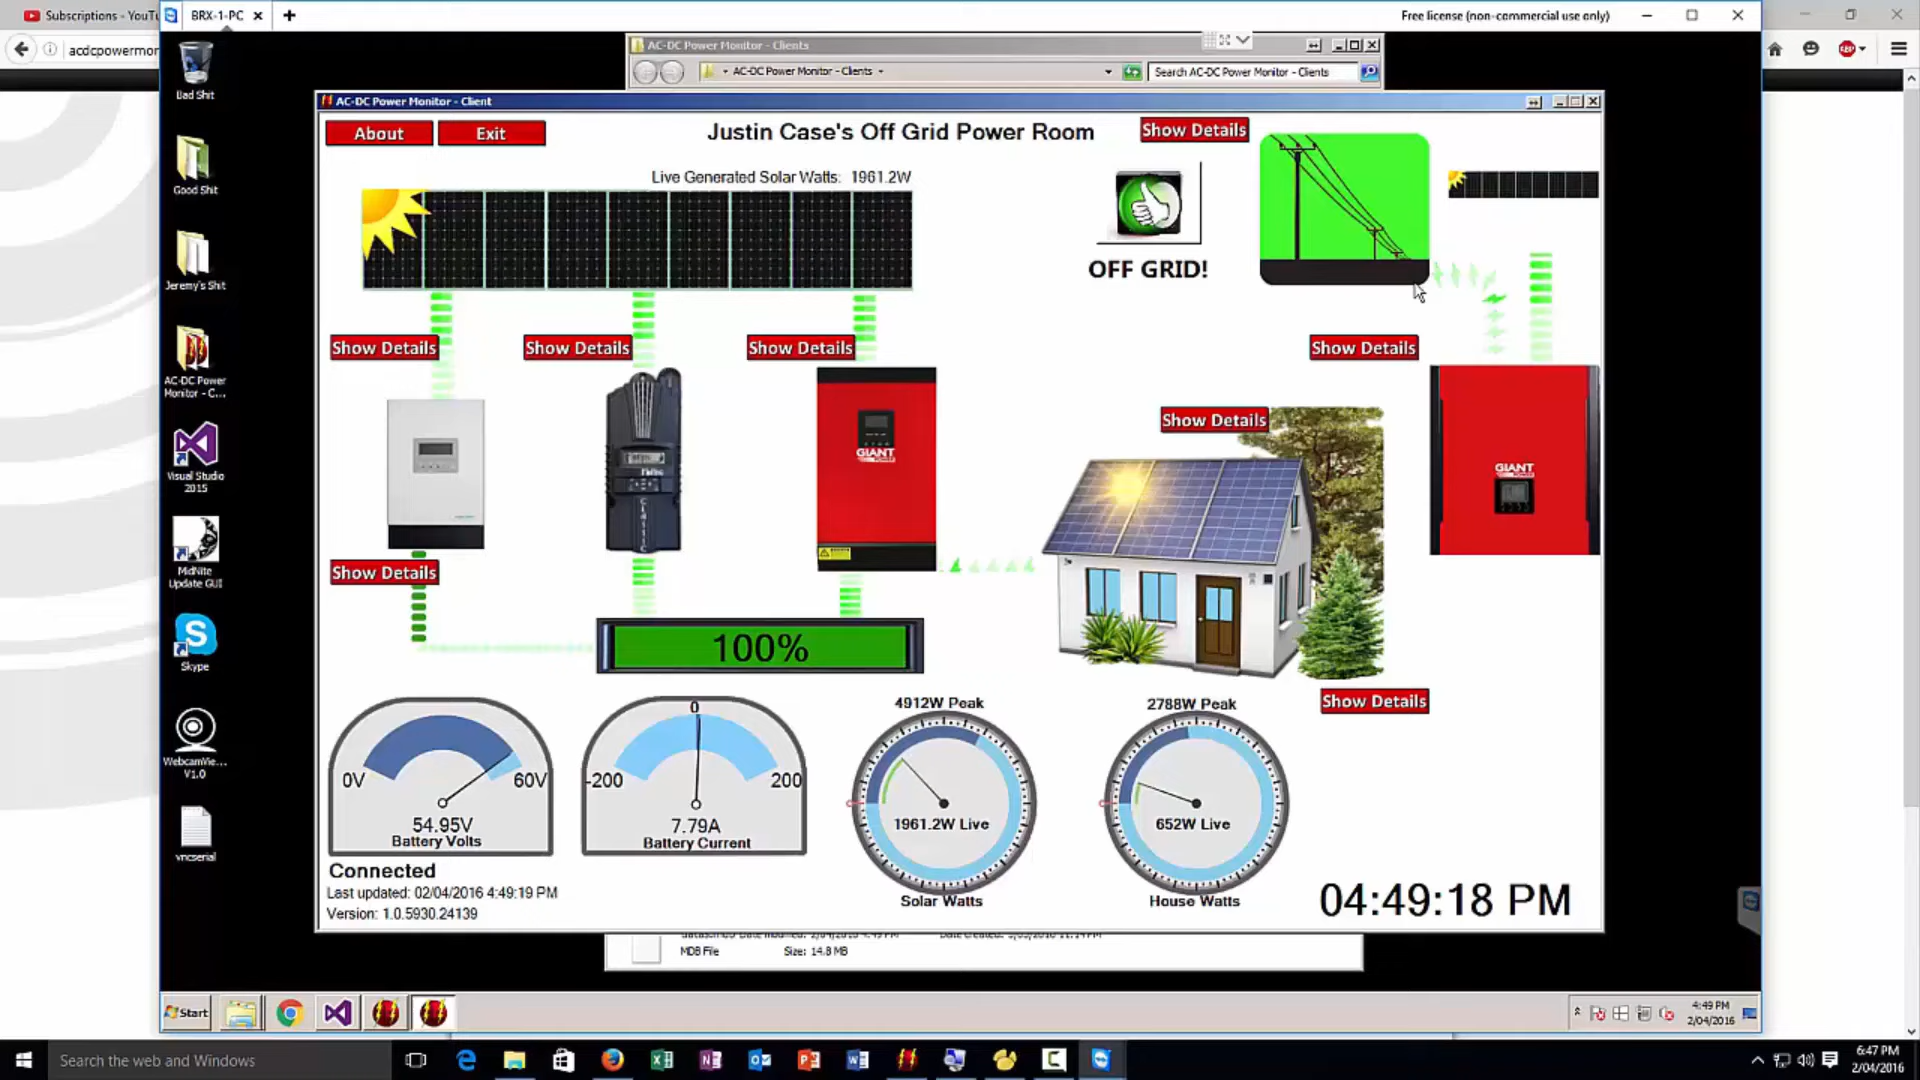 Subscriptions - YouTu
BRX-1-PC
Free license (non-commercial use only)
acdcpowermor
Bad Shit
Good Shit
Jeremy's Shit
AC-DC Power
Monitor - C...
Visual Studio
2015
MidNite
Update GUI
Skype
WebcamVie...
V1.0
vncserial
AC-DC Power Monitor - Clients
AC-DC Power Monitor - Clients
Search AC-DC Power Monitor - Clients
AC-DC Power Monitor - Client
About
Exit
Justin Case's Off Grid Power Room
Show Details
Live Generated Solar Watts: 1961.2W
OFF GRID!
Show Details
Show Details
Show Details
Show Details
Show Details
GIANT
GIANT
Classic
Show Details
100%
Show Details
0V
60V
54.95V
Battery Volts
0
-200
200
7.79A
Battery Current
4912W Peak
1961.2W Live
Solar Watts
2788W Peak
652W Live
House Watts
Connected
Last updated: 02/04/2016 4:49:19 PM
Version: 1.0.5930.24139
04:49:18 PM
MDB File
Size: 14.8 MB
Start
4:49 PM
2/04/2016
Search the web and Windows
6:47 PM
2/04/2016